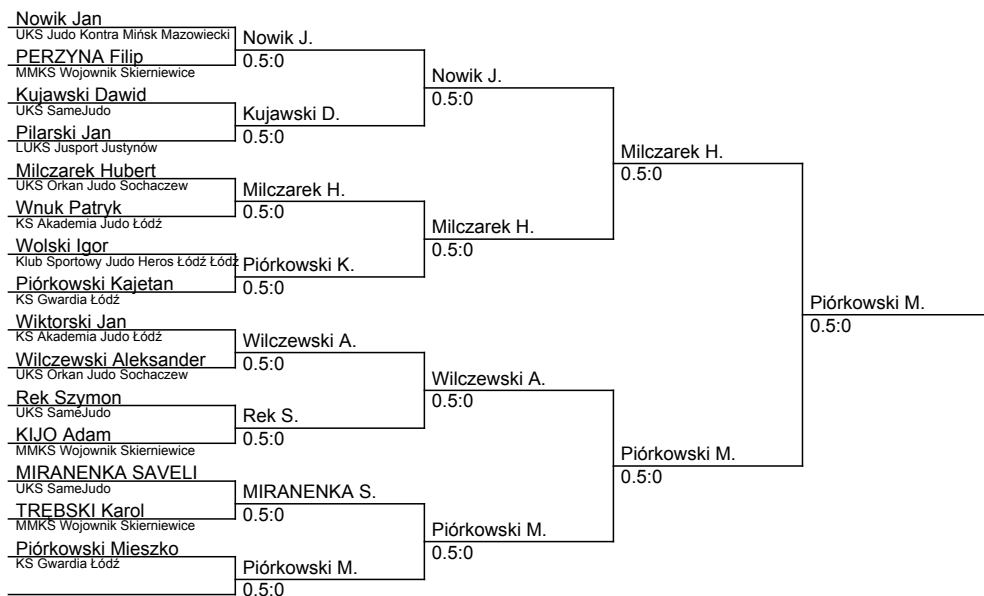 Nowik Jan
UKS Judo Kontra Mińsk Mazowiecki
PERZYNA Filip
MMKS Wojownik Skierniewice
Kujawski Dawid
UKS SameJudo
Pilarski Jan
LUKS Jusport Justynów
Milczarek Hubert
UKS Orkan Judo Sochaczew
Wnuk Patryk
KS Akademia Judo Łódź
Wolski Igor
Klub Sportowy Judo Heros Łódź Łódź
Piórkowski Kajetan
KS Gwardia Łódź
Wiktorski Jan
KS Akademia Judo Łódź
Wilczewski Aleksander
UKS Orkan Judo Sochaczew
Rek Szymon
UKS SameJudo
KIJO Adam
MMKS Wojownik Skierniewice
MIRANENKA SAVELI
UKS SameJudo
TRĘBSKI Karol
MMKS Wojownik Skierniewice
Piórkowski Mieszko
KS Gwardia Łódź
Nowik J.
0.5:0
Kujawski D.
0.5:0
Milczarek H.
0.5:0
Piórkowski K.
0.5:0
Wilczewski A.
0.5:0
Rek S.
0.5:0
MIRANENKA S.
0.5:0
Piórkowski M.
0.5:0
Nowik J.
0.5:0
Milczarek H.
0.5:0
Wilczewski A.
0.5:0
Piórkowski M.
0.5:0
Milczarek H.
0.5:0
Piórkowski M.
0.5:0
Piórkowski M.
0.5:0